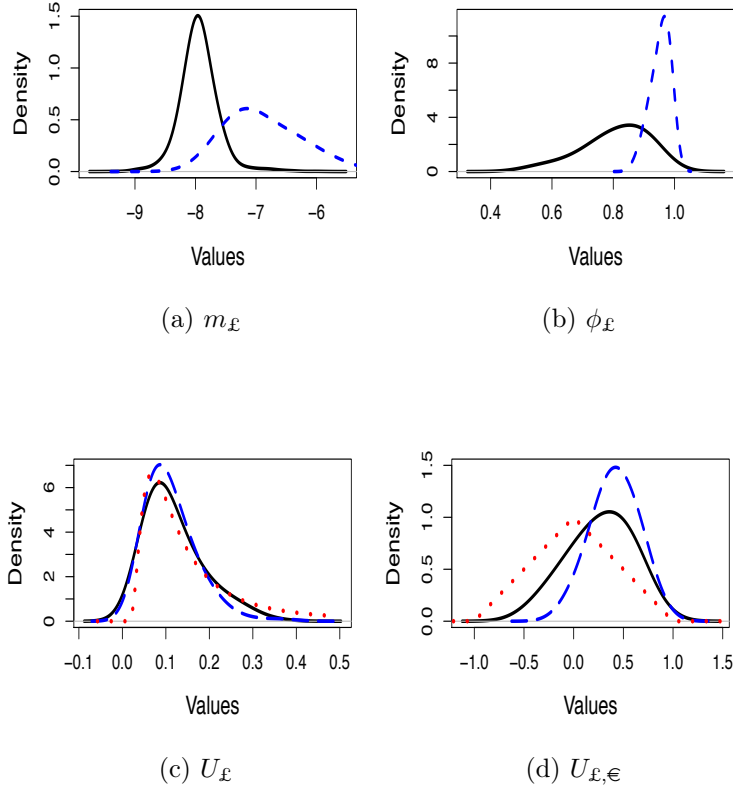 Density
0.0 0.5 1.0 1.5
−9 −8 −7 −6
Values
(a) m£
Density
0 4 8
0.4 0.6 0.8 1.0
Values
(b) ϕ£
Density
0 2 4 6
−0.1 0.0 0.1 0.2 0.3 0.4 0.5
Values
(c) U£
Density
0.0 0.5 1.0 1.5
−1.0 −0.5 0.0 0.5 1.0 1.5
Values
(d) U£,€